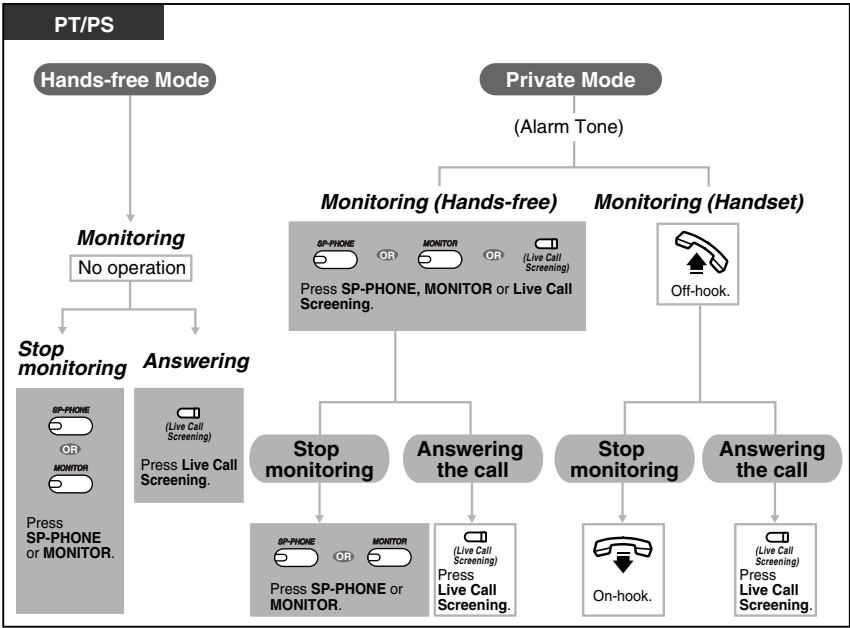 PT/PS
Hands-free Mode
Private Mode
(Alarm Tone)
Monitoring
No operation
Stop
monitoring
Answering
SP-PHONE
OR
MONITOR
Press
SP-PHONE
or MONITOR.
(Live Call
Screening)
Press Live Call
Screening.
Monitoring (Hands-free)
SP-PHONE OR MONITOR OR (Live Call
Screening)
Press SP-PHONE, MONITOR or Live Call
Screening.
Monitoring (Handset)
Off-hook.
Stop
monitoring
SP-PHONE OR MONITOR
Press SP-PHONE or
MONITOR.
Answering
the call
(Live Call
Screening)
Press
Live Call
Screening.
Stop
monitoring
On-hook.
Answering
the call
(Live Call
Screening)
Press
Live Call
Screening.